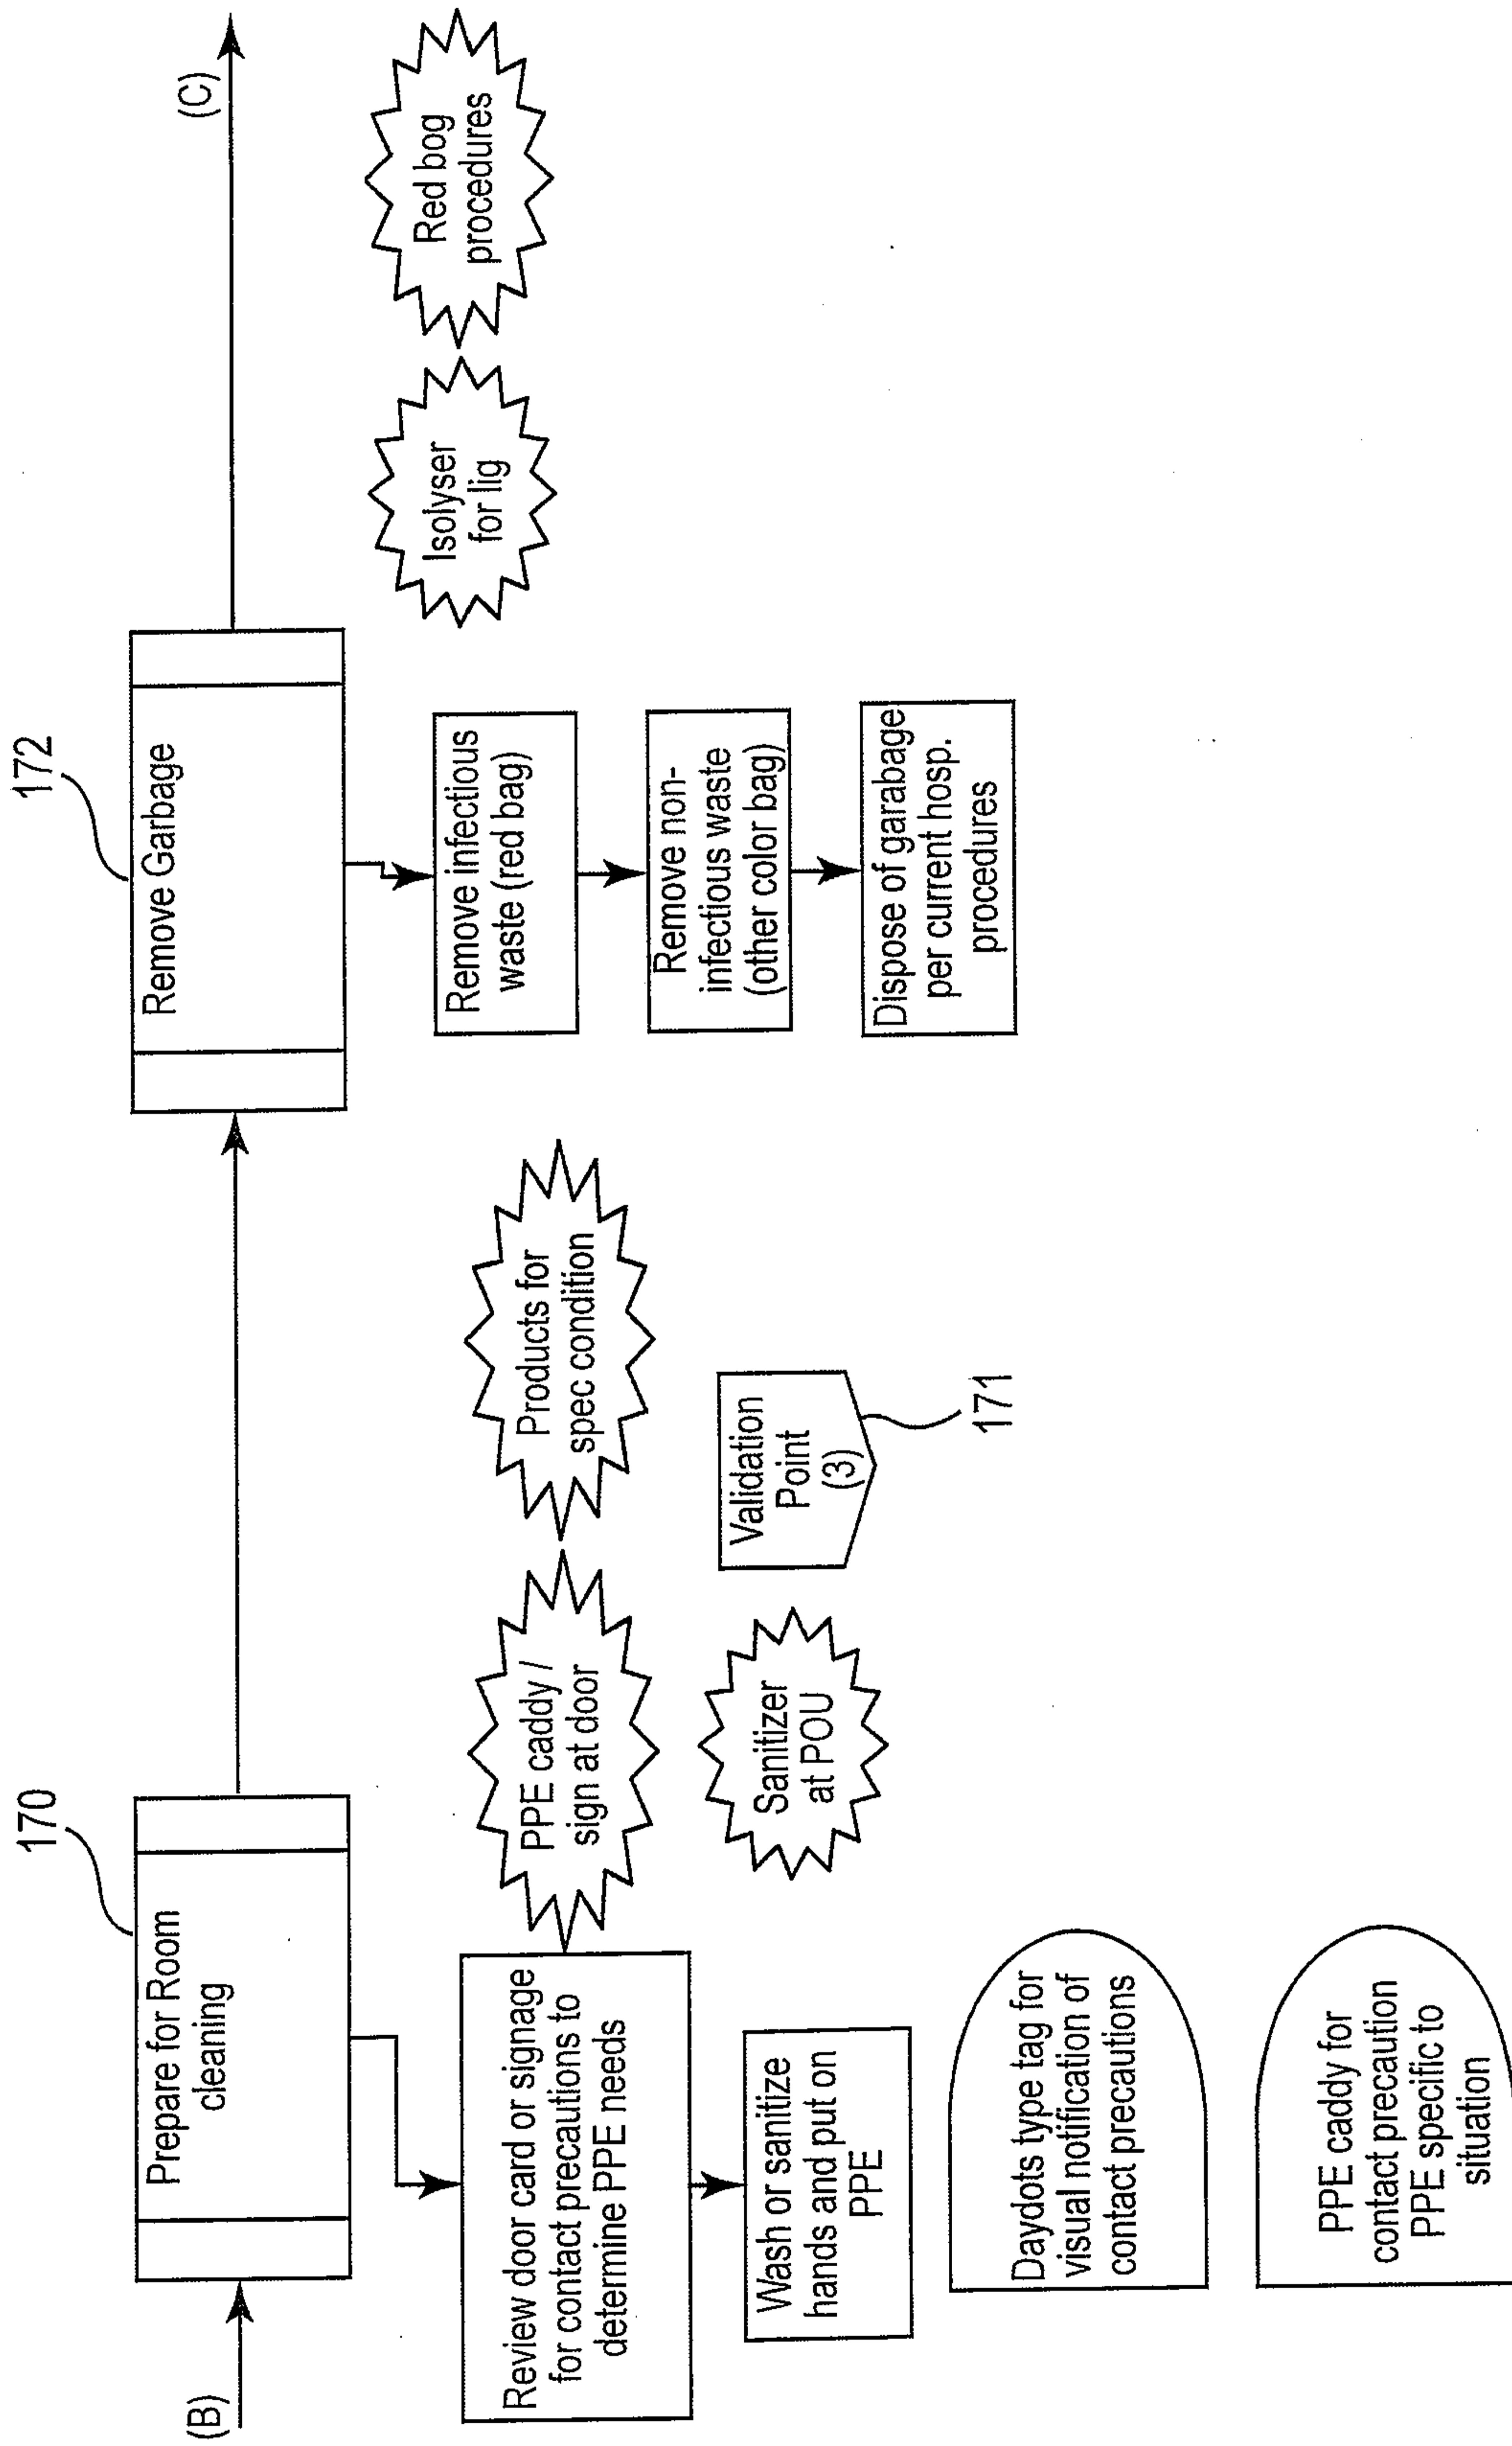 (B)
170
Prepare for Room
cleaning
Review door card or signage
for contact precautions to
determine PPE needs
Wash or sanitize
hands and put on
PPE
Daydots type tag for
visual notification of
contact precautions
PPE caddy for
contact precaution
PPE specific to
situation
PPE caddy /
sign at door
Products for
spec condition
Sanitizer
at POU
Validation
Point
(3)
171
172
Remove Garbage
Remove infectious
waste (red bag)
Remove non-
infectious waste
(other color bag)
Dispose of garabage
per current hosp.
procedures
Isolyser
for lig
Red bog
procedures
(C)